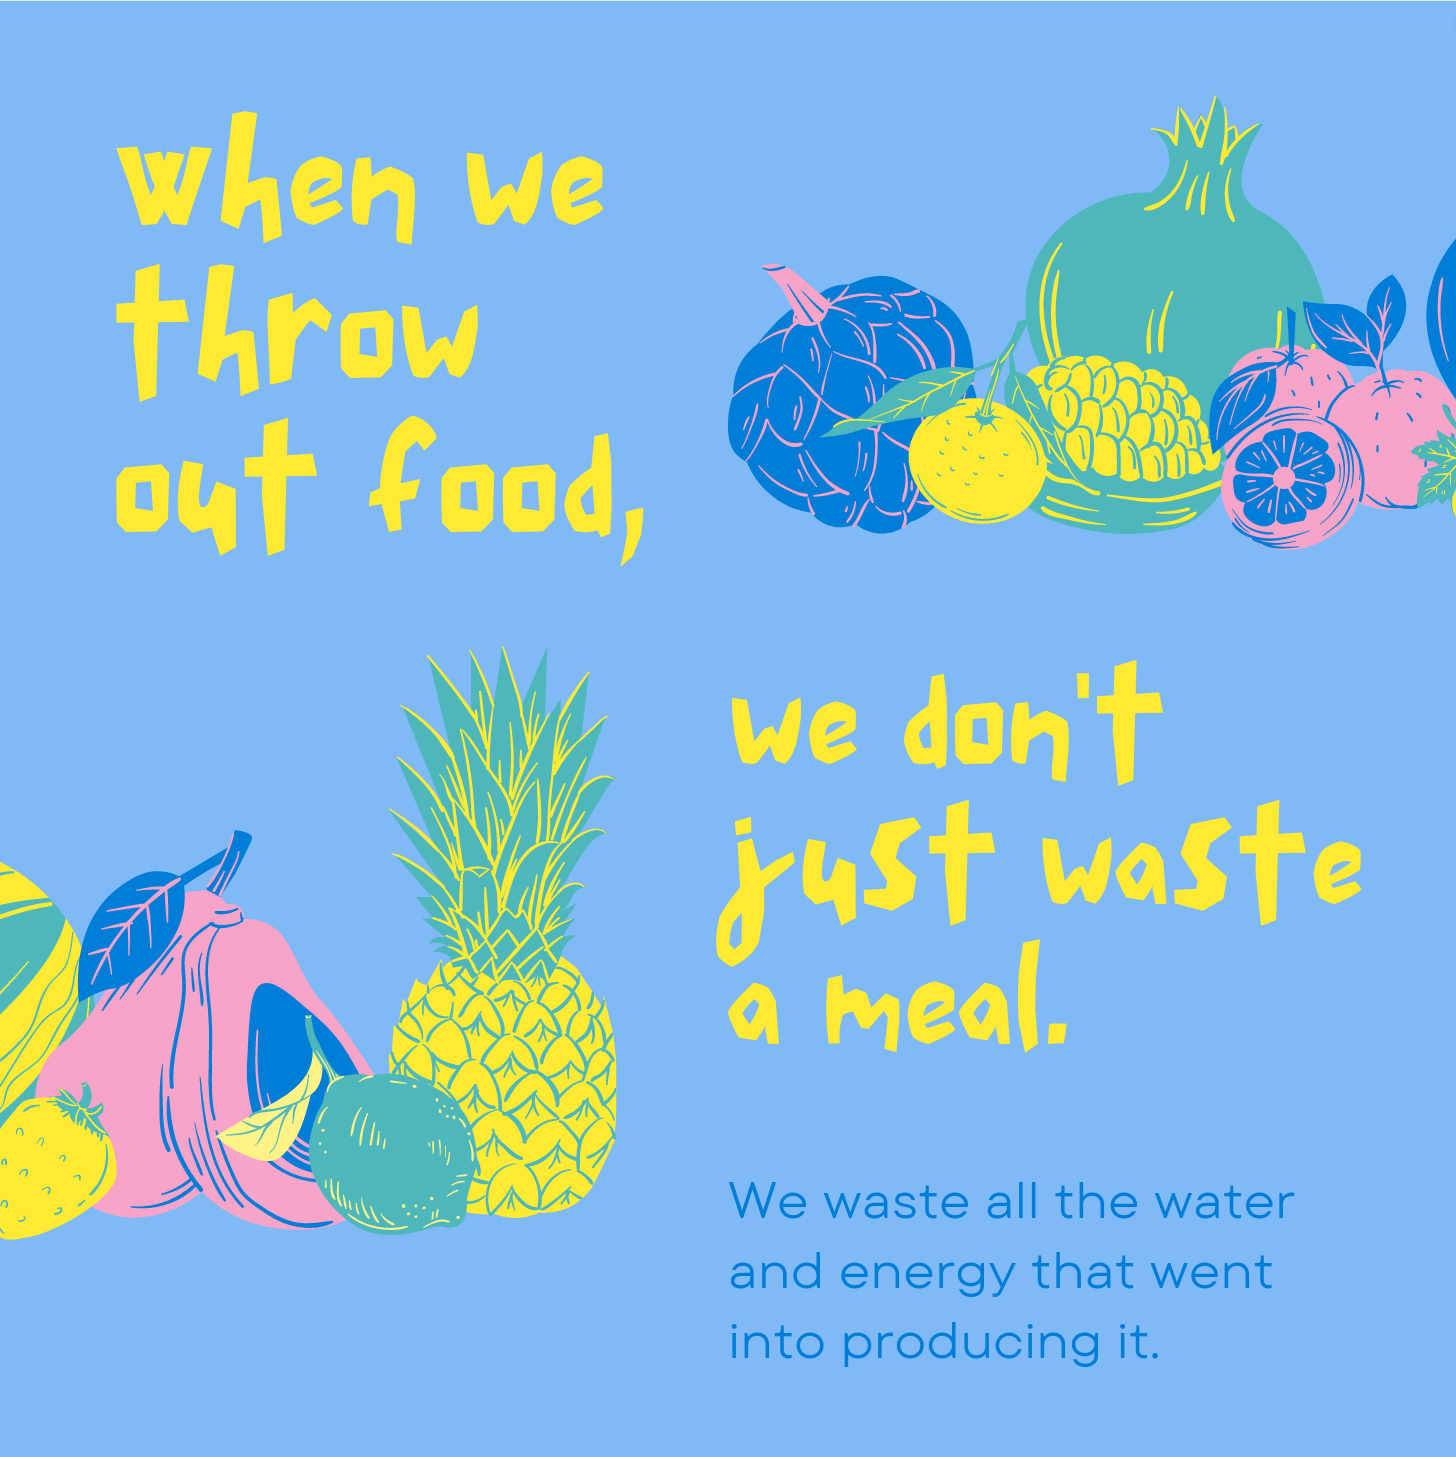 when we
throw
out food,
we don't
just waste
a meal.
We waste all the water
and energy that went
into producing it.